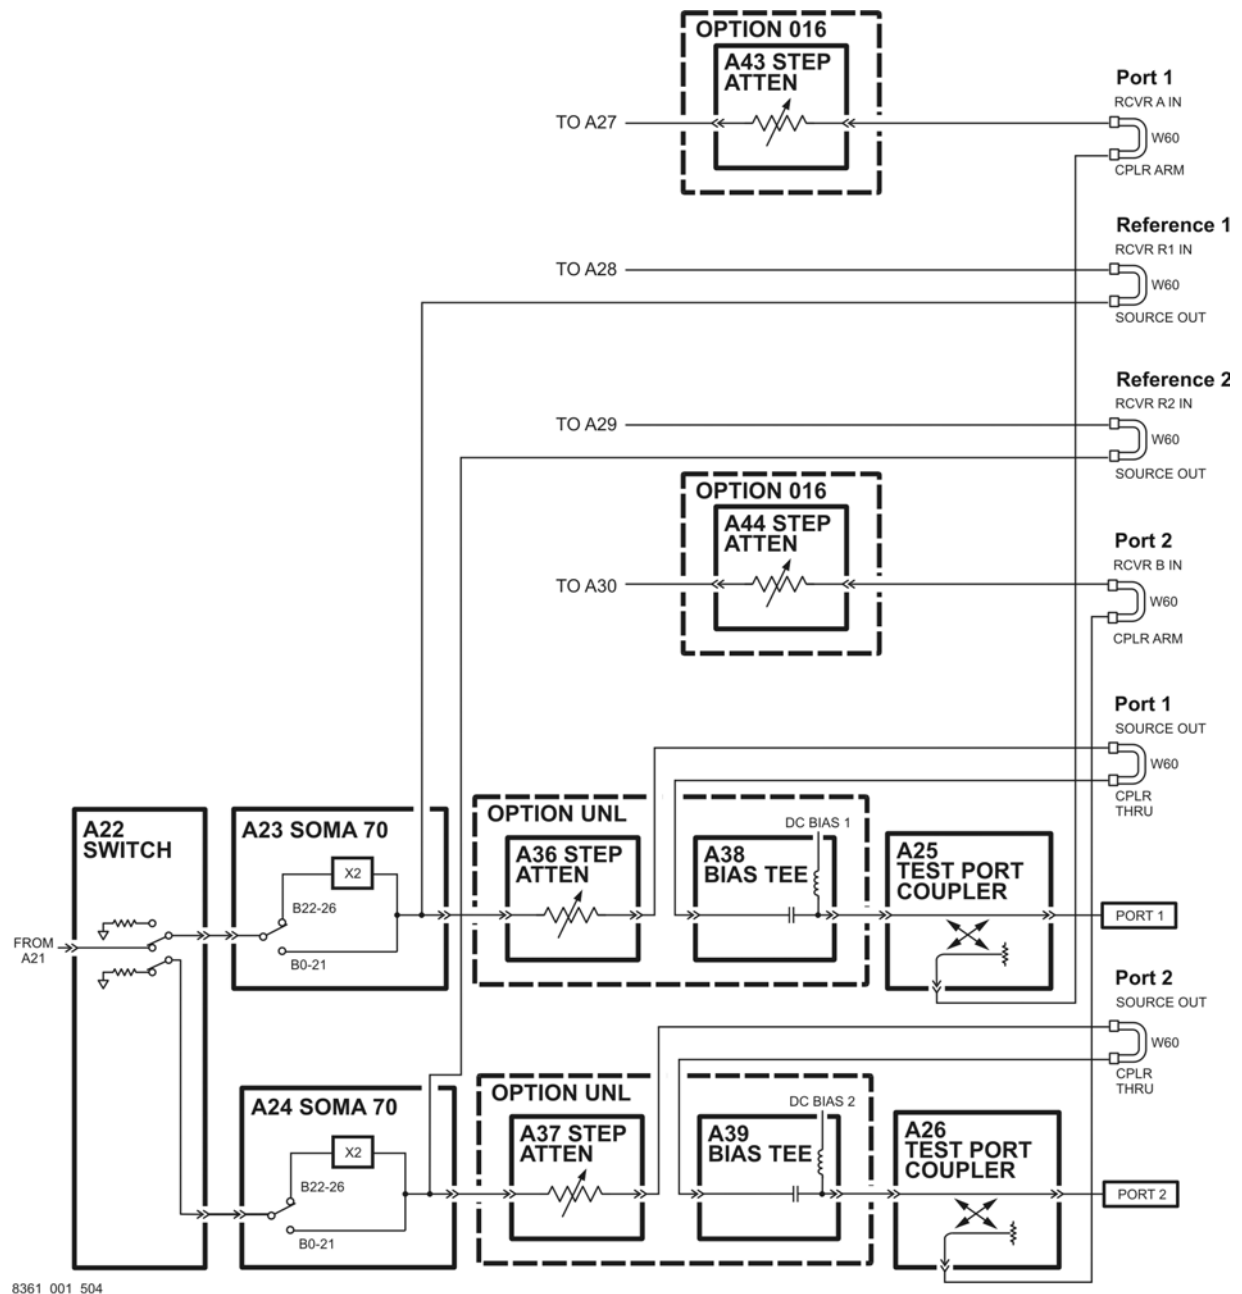 OPTION 016
A43 STEP
ATTEN
TO A27
Port 1
RCVR A IN
W60
CPLR ARM
Reference 1
RCVR R1 IN
TO A28
W60
SOURCE OUT
Reference 2
RCVR R2 IN
TO A29
W60
SOURCE OUT
OPTION 016
A44 STEP
ATTEN
TO A30
Port 2
RCVR B IN
W60
CPLR ARM
Port 1
SOURCE OUT
W60
CPLR
THRU
A22
SWITCH
FROM
A21
A23 SOMA 70
X2
B22-26
B0-21
OPTION UNL
A36 STEP
ATTEN
DC BIAS 1
A38
BIAS TEE
A25
TEST PORT
COUPLER
PORT 1
Port 2
SOURCE OUT
W60
CPLR
THRU
A24 SOMA 70
X2
B22-26
B0-21
OPTION UNL
A37 STEP
ATTEN
DC BIAS 2
A39
BIAS TEE
A26
TEST PORT
COUPLER
PORT 2
8361 001 504